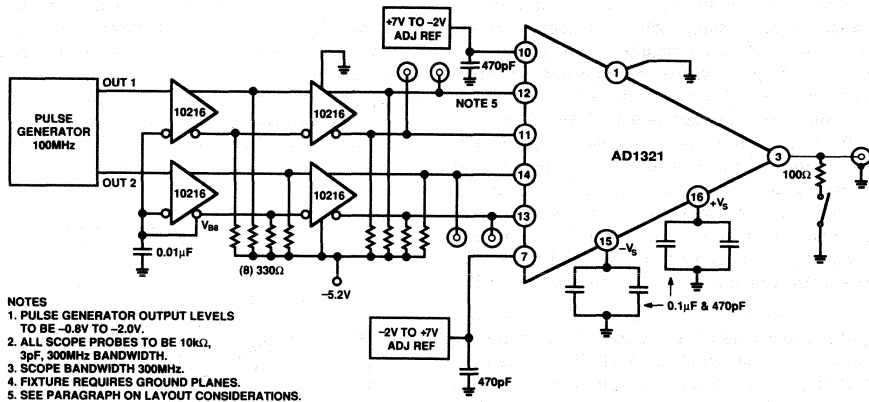 +7V TO –2V
ADJ REF
470pF
10
1
OUT 1
10216
10216
NOTE 5
12
PULSE
GENERATOR
100MHz
11
AD1321
3
100Ω
OUT 2
10216
10216
14
16
+VS
13
VBB
15
–VS
7
0.01µF
(8) 330Ω
–5.2V
0.1µF & 470pF
–2V TO +7V
ADJ REF
470pF
NOTES
1. PULSE GENERATOR OUTPUT LEVELS
TO BE –0.8V TO –2.0V.
2. ALL SCOPE PROBES TO BE 10kΩ,
3pF, 300MHz BANDWIDTH.
3. SCOPE BANDWIDTH 300MHz.
4. FIXTURE REQUIRES GROUND PLANES.
5. SEE PARAGRAPH ON LAYOUT CONSIDERATIONS.